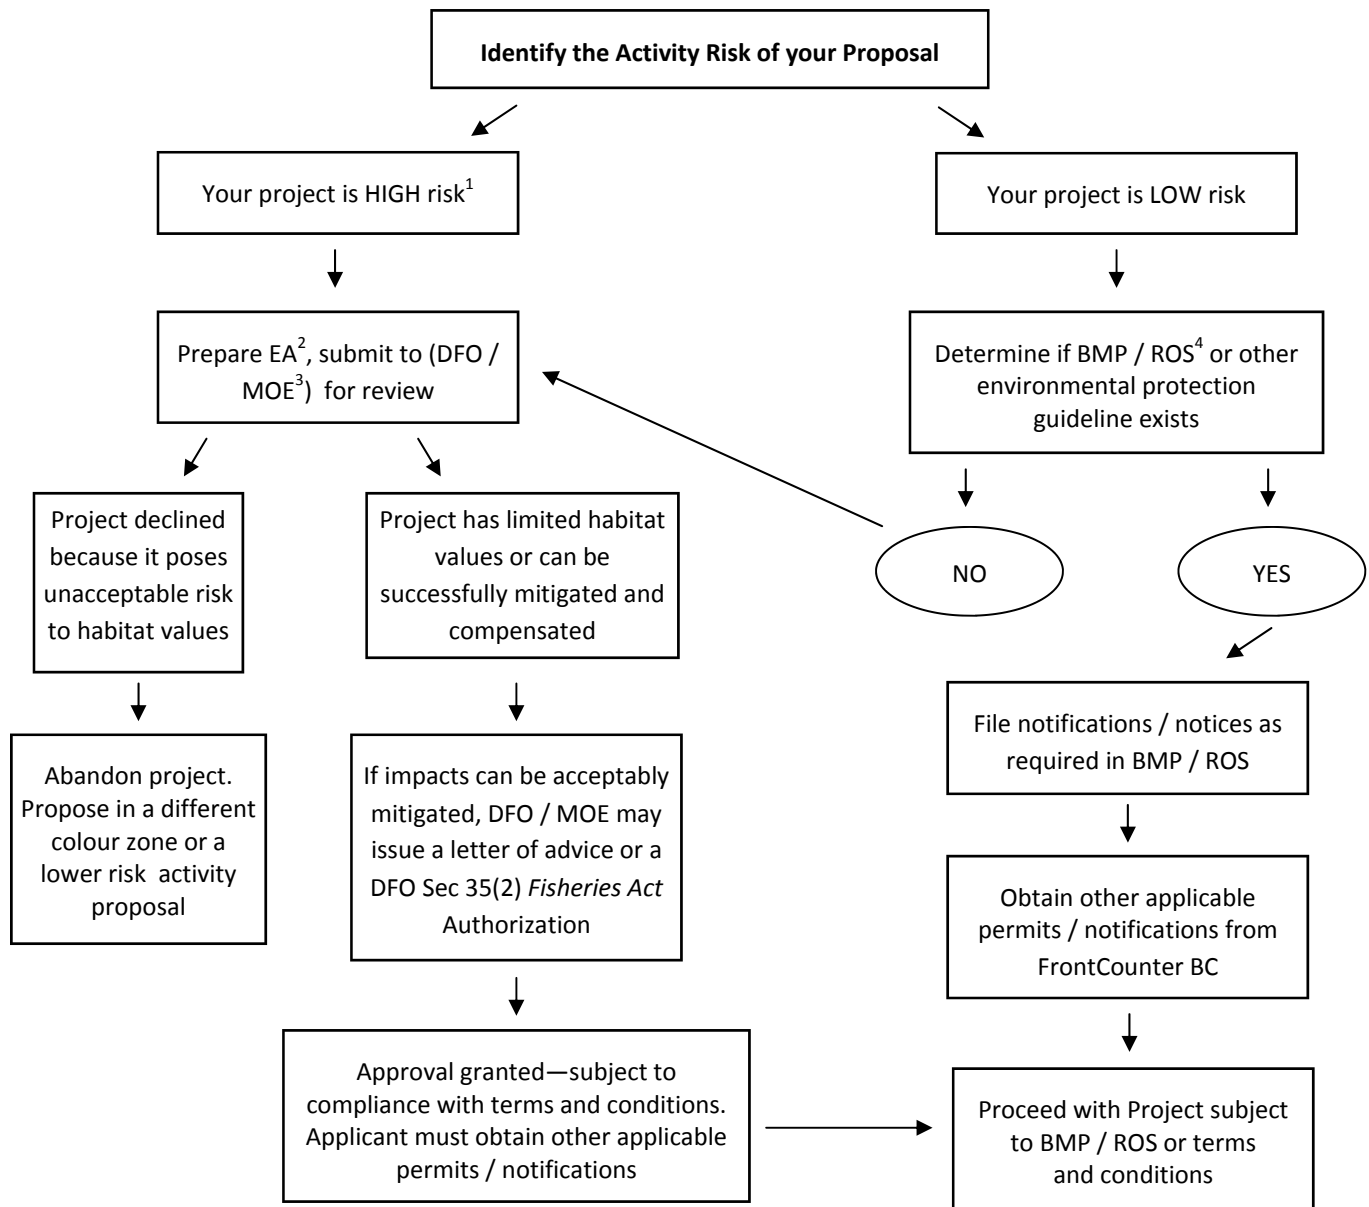 Identify the Activity Risk of your Proposal
Your project is HIGH risk1
Your project is LOW risk
Prepare EA2, submit to (DFO /
MOE3)  for review
Determine if BMP / ROS4 or other
environmental protection
guideline exists
Project declined
because it poses
unacceptable risk
to habitat values
Project has limited habitat
values or can be
successfully mitigated and
compensated
NO
YES
File notifications / notices as
required in BMP / ROS
Abandon project.
Propose in a different
colour zone or a
lower risk  activity
proposal
If impacts can be acceptably
mitigated, DFO / MOE may
issue a letter of advice or a
DFO Sec 35(2) Fisheries Act
Authorization
Obtain other applicable
permits / notifications from
FrontCounter BC
Approval granted—subject to
compliance with terms and conditions.
Applicant must obtain other applicable
permits / notifications
Proceed with Project subject
to BMP / ROS or terms
and conditions